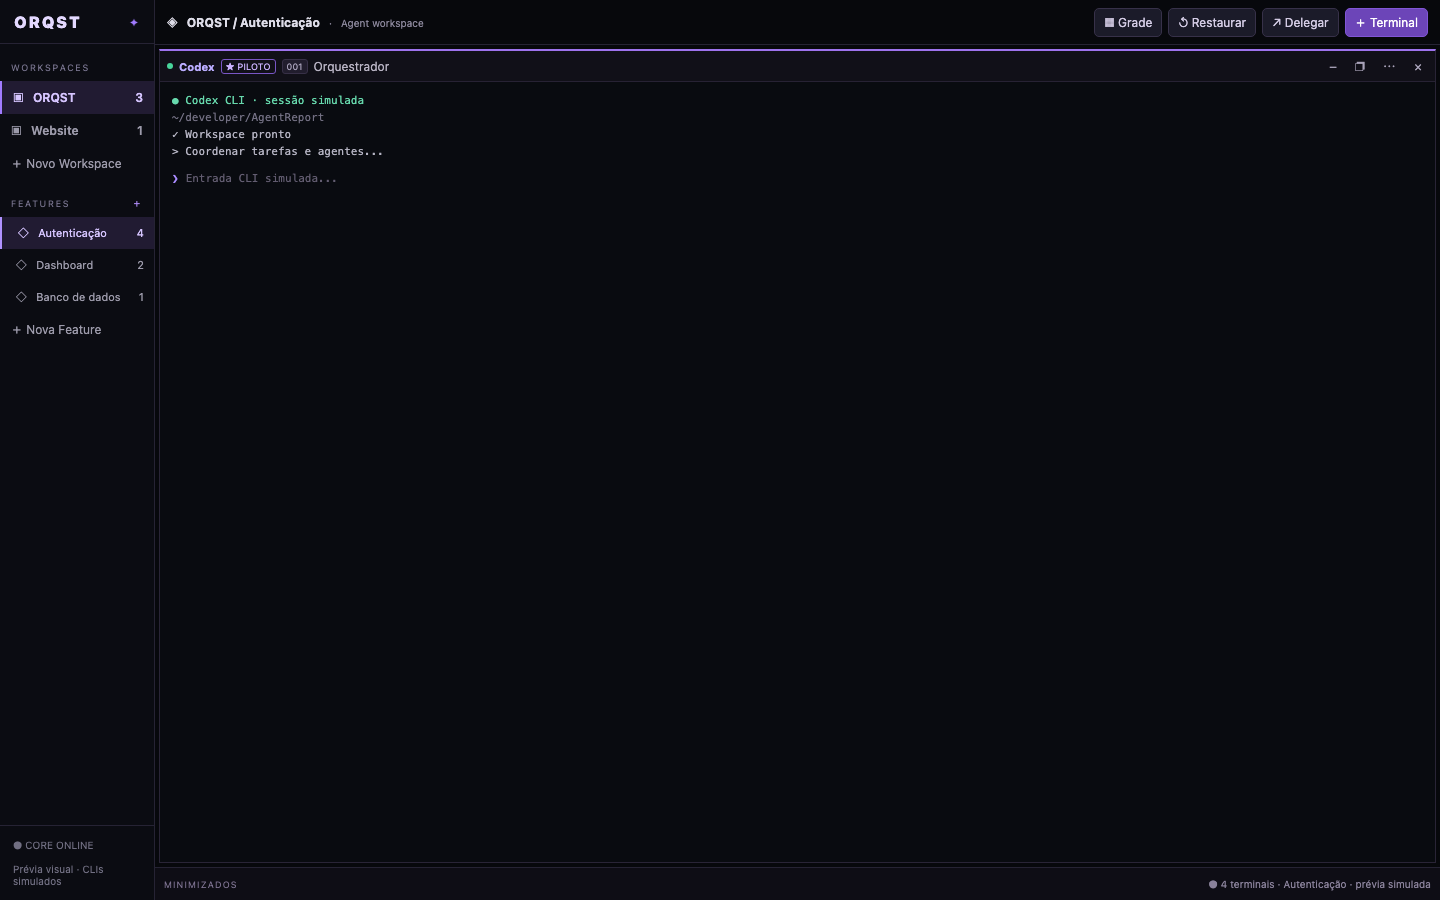 ORQST
WORKSPACES
ORQST 3
Website 1
+ Novo Workspace
FEATURES +
Autenticação 4
Dashboard 2
Banco de dados 1
+ Nova Feature
CORE ONLINE
Prévia visual · CLIs
simulados
ORQST / Autenticação · Agent workspace
Grade
Restaurar
Delegar
+ Terminal
Codex ★ PILOTO 001 Orquestrador
● Codex CLI · sessão simulada
~/developer/AgentReport
✓ Workspace pronto
> Coordenar tarefas e agentes...
❯ Entrada CLI simulada...
MINIMIZADOS
4 terminais · Autenticação · prévia simulada